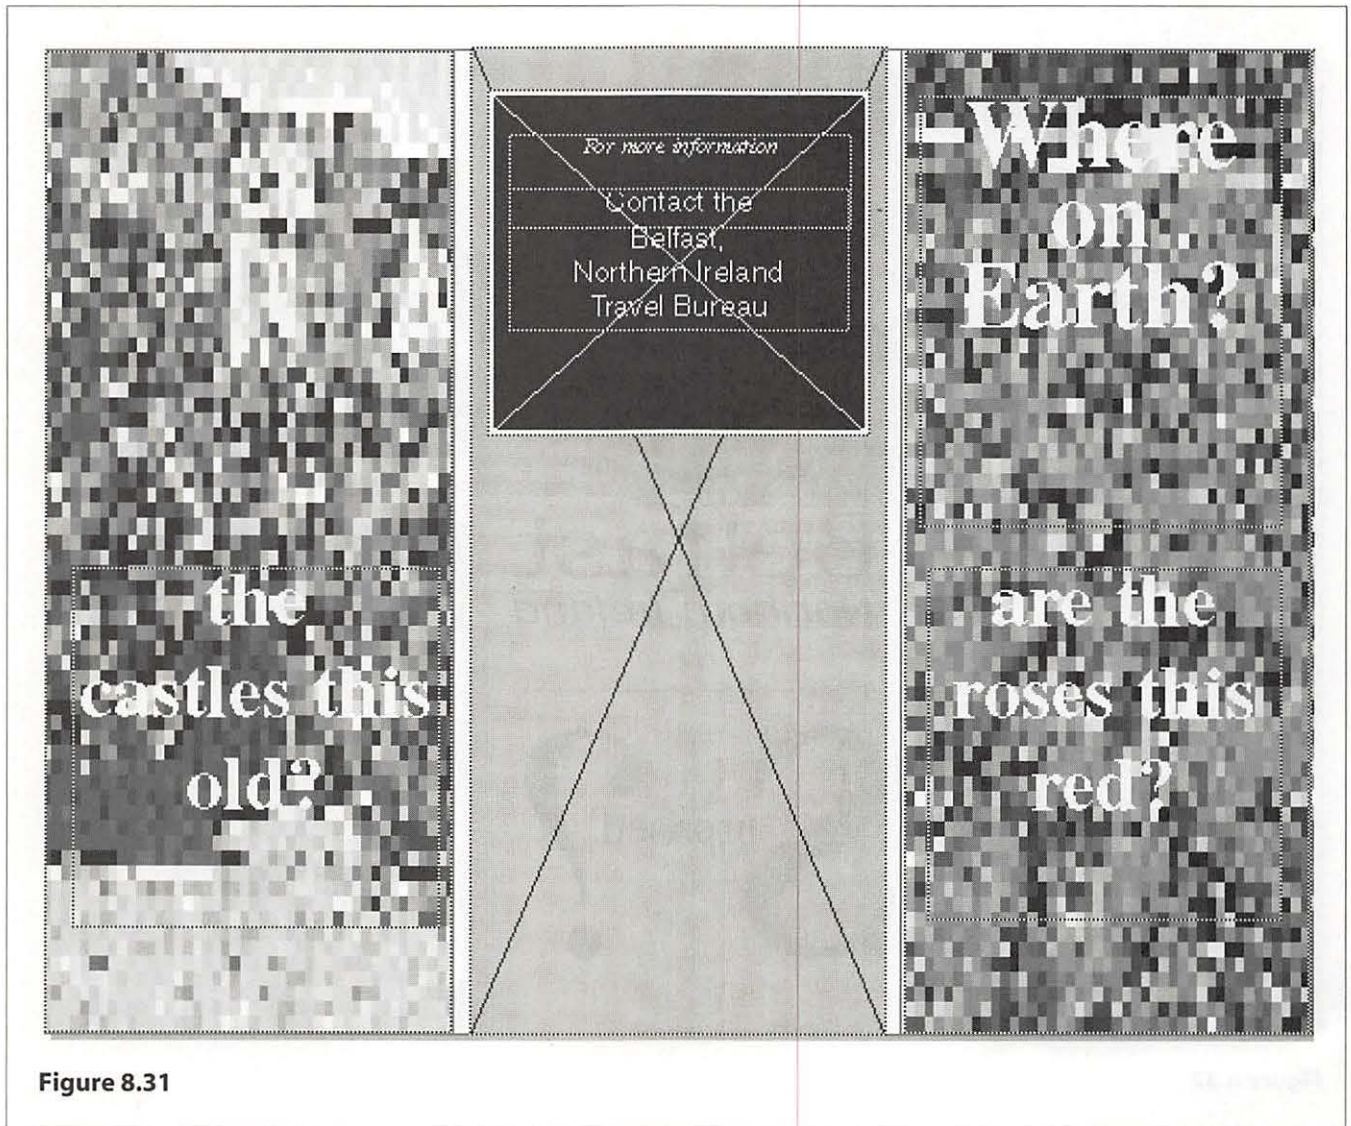 the
castles this
old?
For more information
Contact the
Belfast,
Northern Ireland
Travel Bureau
Where
on
Earth?
are the
roses this
red?
Figure 8.31